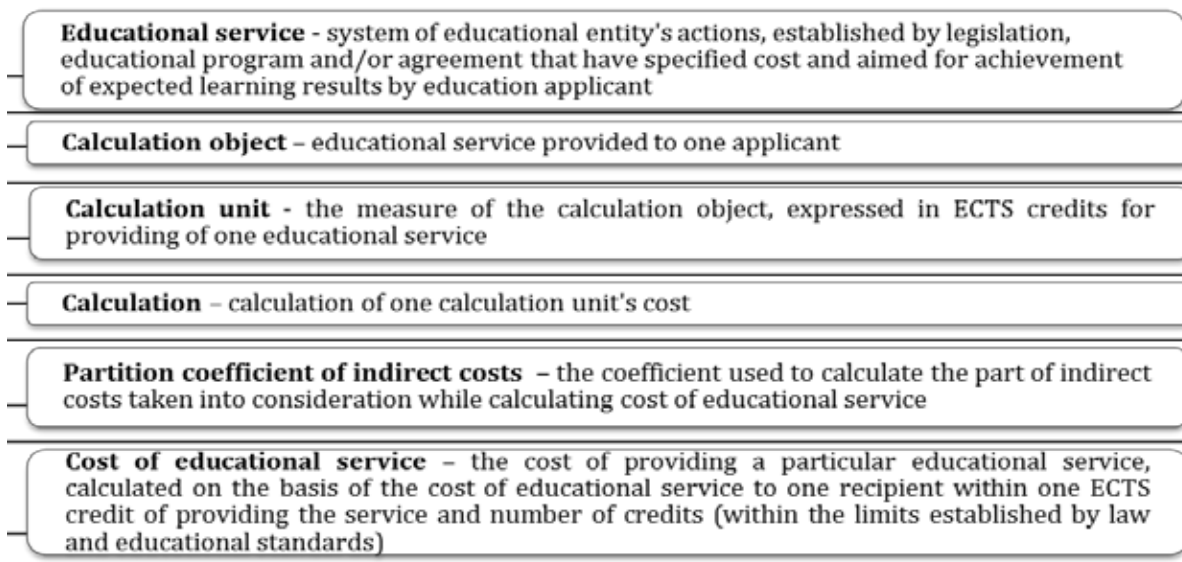 Educational service - system of educational entity's actions, established by legislation,
educational program and/or agreement that have specified cost and aimed for achievement
of expected learning results by education applicant
Calculation object – educational service provided to one applicant
Calculation unit - the measure of the calculation object, expressed in ECTS credits for
providing of one educational service
Calculation – calculation of one calculation unit's cost
Partition coefficient of indirect costs – the coefficient used to calculate the part of indirect
costs taken into consideration while calculating cost of educational service
Cost of educational service – the cost of providing a particular educational service,
calculated on the basis of the cost of educational service to one recipient within one ECTS
credit of providing the service and number of credits (within the limits established by law
and educational standards)